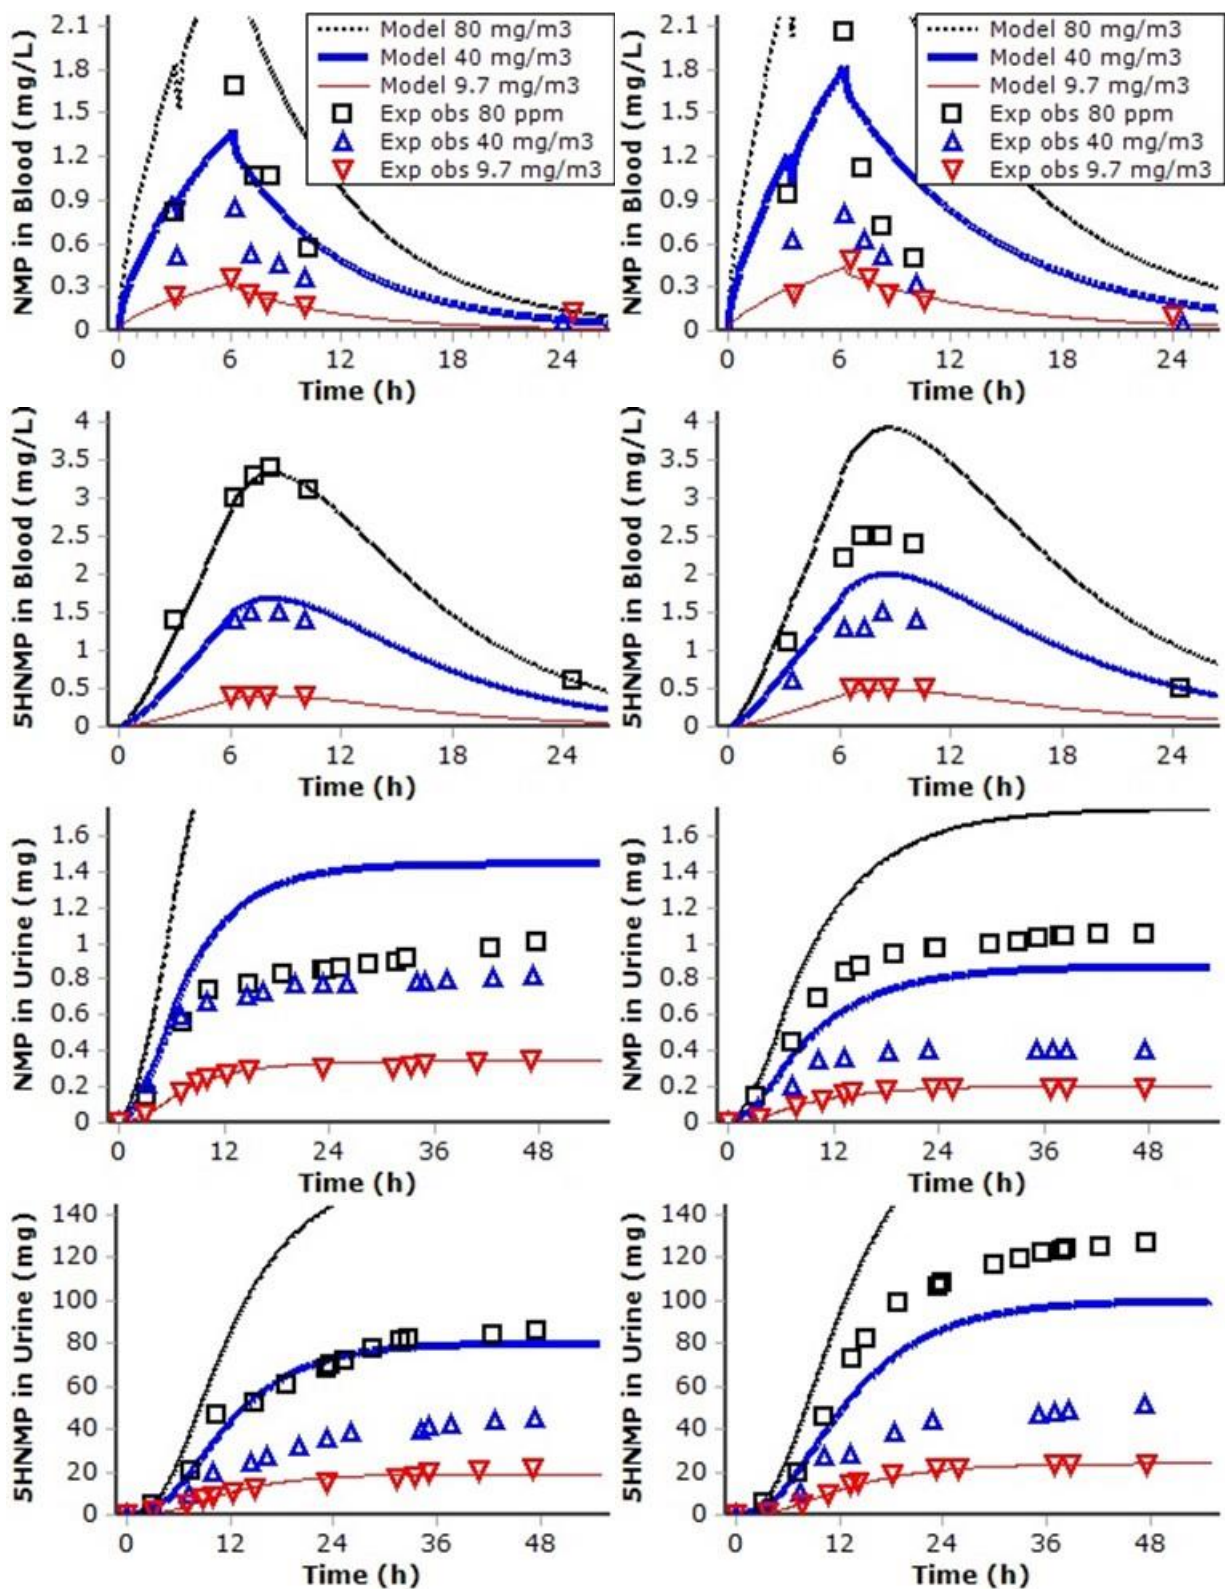 2.1
1.8
1.5
1.2
0.9
0.6
0.3
0
NMP in Blood (mg/L)
0 6 12 18 24
Time (h)
Model 80 mg/m3
Model 40 mg/m3
Model 9.7 mg/m3
Exp obs 80 ppm
Exp obs 40 mg/m3
Exp obs 9.7 mg/m3
2.1
1.8
1.5
1.2
0.9
0.6
0.3
0
NMP in Blood (mg/L)
0 6 12 18 24
Time (h)
Model 80 mg/m3
Model 40 mg/m3
Model 9.7 mg/m3
Exp obs 80 ppm
Exp obs 40 mg/m3
Exp obs 9.7 mg/m3
4
3.5
3
2.5
2
1.5
1
0.5
0
5HNMP in Blood (mg/L)
0 6 12 18 24
Time (h)
4
3.5
3
2.5
2
1.5
1
0.5
0
5HNMP in Blood (mg/L)
0 6 12 18 24
Time (h)
1.6
1.4
1.2
1
0.8
0.6
0.4
0.2
0
NMP in Urine (mg)
0 12 24 36 48
Time (h)
1.6
1.4
1.2
1
0.8
0.6
0.4
0.2
0
NMP in Urine (mg)
0 12 24 36 48
Time (h)
140
120
100
80
60
40
20
0
5HNMP in Urine (mg)
0 12 24 36 48
Time (h)
140
120
100
80
60
40
20
0
5HNMP in Urine (mg)
0 12 24 36 48
Time (h)